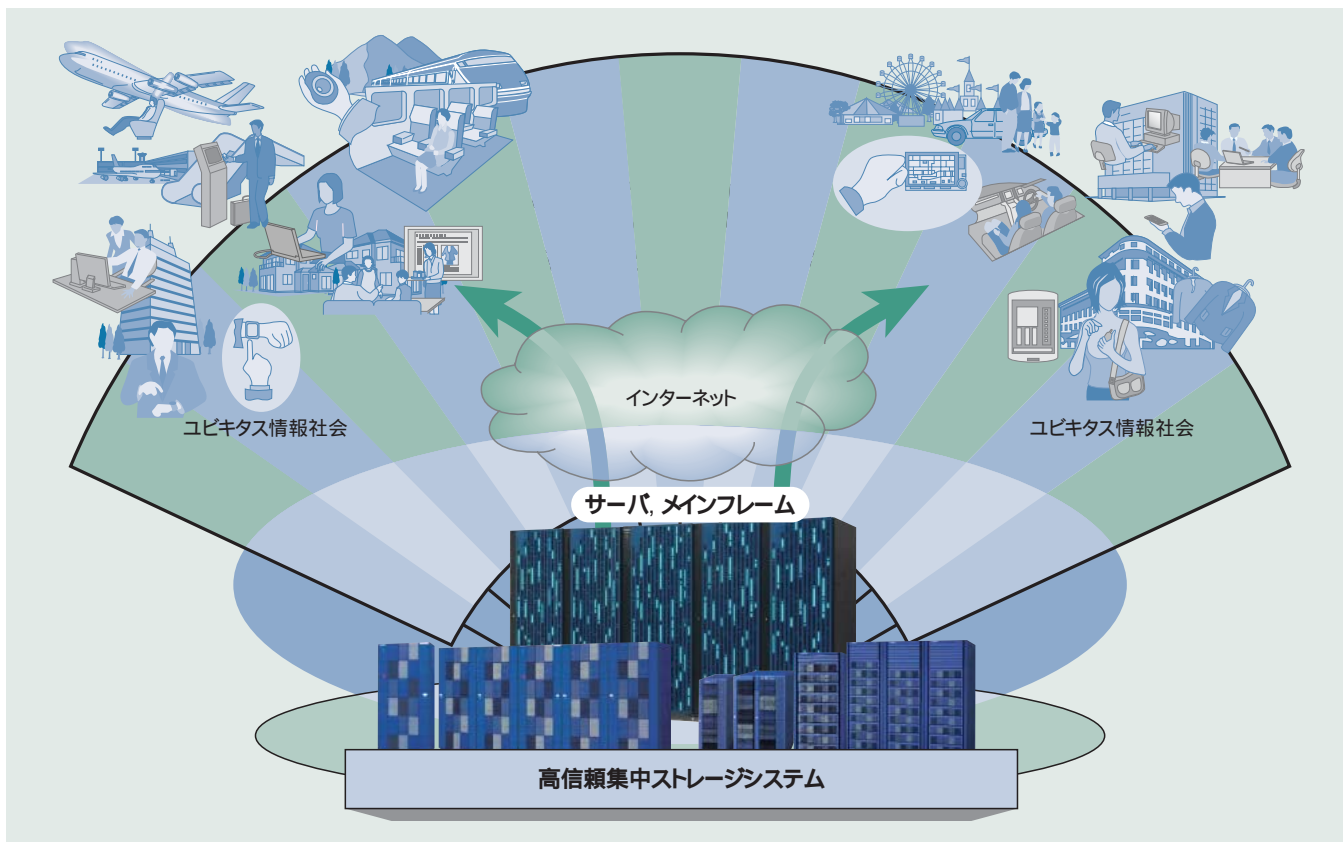 インターネット
ユビキタス情報社会
ユビキタス情報社会
サーバ, メインフレーム
高信頼集中ストレージシステム